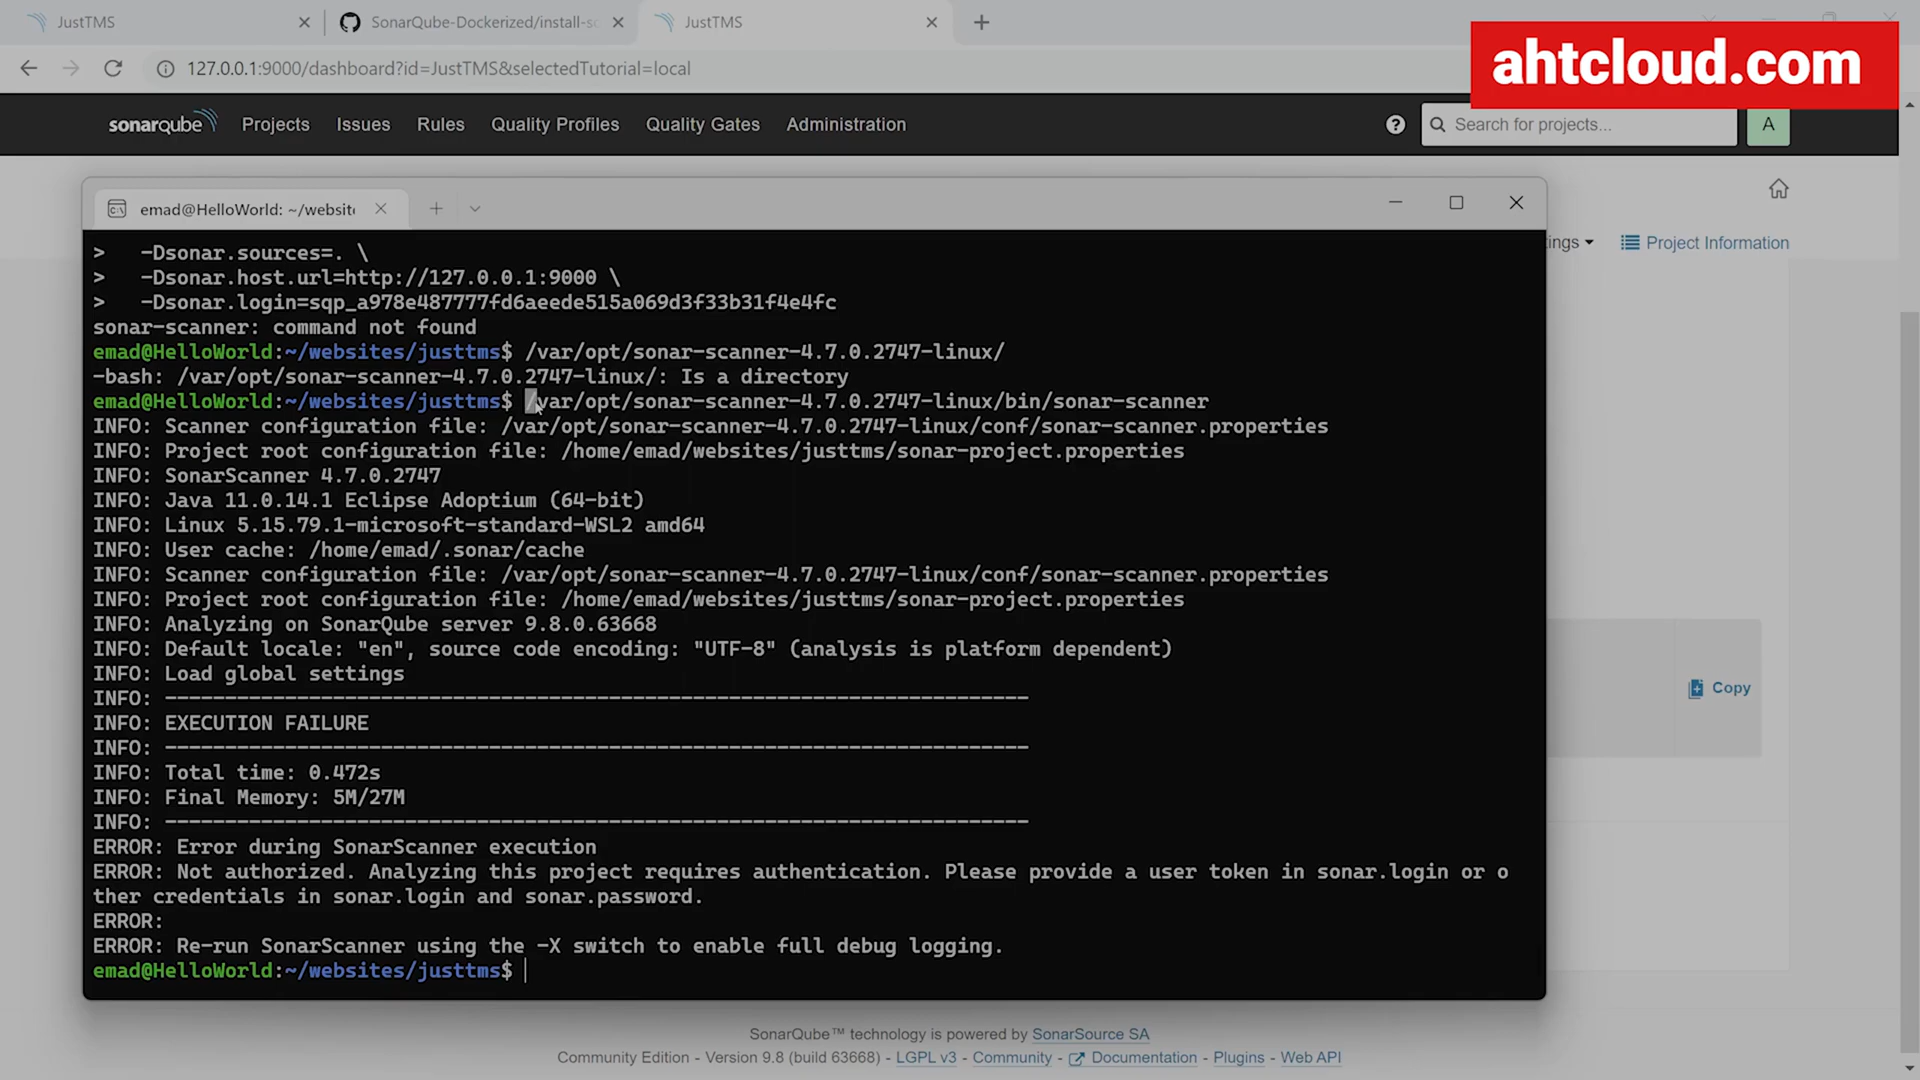 JustTMS
SonarQube-Dockerized/install-sc
JustTMS
127.0.0.1:9000/dashboard?id=JustTMS&selectedTutorial=local
ahtcloud.com
sonarqube Projects Issues Rules Quality Profiles Quality Gates Administration
? Search for projects... A
emad@HelloWorld: ~/websit
ings Project Information
> -Dsonar.sources=. \
> -Dsonar.host.url=http://127.0.0.1:9000 \
> -Dsonar.login=sqp_a978e487777fd6aeede515a069d3f33b31f4e4fc
sonar-scanner: command not found
emad@HelloWorld:~/websites/justtms$ /var/opt/sonar-scanner-4.7.0.2747-linux/
-bash: /var/opt/sonar-scanner-4.7.0.2747-linux/: Is a directory
emad@HelloWorld:~/websites/justtms$ /var/opt/sonar-scanner-4.7.0.2747-linux/bin/sonar-scanner
INFO: Scanner configuration file: /var/opt/sonar-scanner-4.7.0.2747-linux/conf/sonar-scanner.properties
INFO: Project root configuration file: /home/emad/websites/justtms/sonar-project.properties
INFO: SonarScanner 4.7.0.2747
INFO: Java 11.0.14.1 Eclipse Adoptium (64-bit)
INFO: Linux 5.15.79.1-microsoft-standard-WSL2 amd64
INFO: User cache: /home/emad/.sonar/cache
INFO: Scanner configuration file: /var/opt/sonar-scanner-4.7.0.2747-linux/conf/sonar-scanner.properties
INFO: Project root configuration file: /home/emad/websites/justtms/sonar-project.properties
INFO: Analyzing on SonarQube server 9.8.0.63668
INFO: Default locale: "en", source code encoding: "UTF-8" (analysis is platform dependent)
INFO: Load global settings
INFO: ------------------------------------------------------------------------
INFO: EXECUTION FAILURE
INFO: ------------------------------------------------------------------------
INFO: Total time: 0.472s
INFO: Final Memory: 5M/27M
INFO: ------------------------------------------------------------------------
ERROR: Error during SonarScanner execution
ERROR: Not authorized. Analyzing this project requires authentication. Please provide a user token in sonar.login or o
ther credentials in sonar.login and sonar.password.
ERROR:
ERROR: Re-run SonarScanner using the -X switch to enable full debug logging.
emad@HelloWorld:~/websites/justtms$
Copy
SonarQube™ technology is powered by SonarSource SA
Community Edition - Version 9.8 (build 63668) - LGPL v3 - Community - Documentation - Plugins - Web API